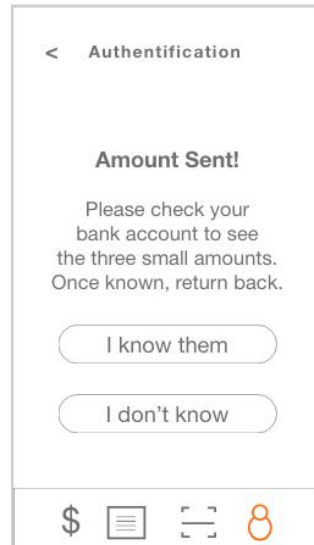 < Authentification
Amount Sent!
Please check your
bank account to see
the three small amounts.
Once known, return back.
I know them
I don't know
$